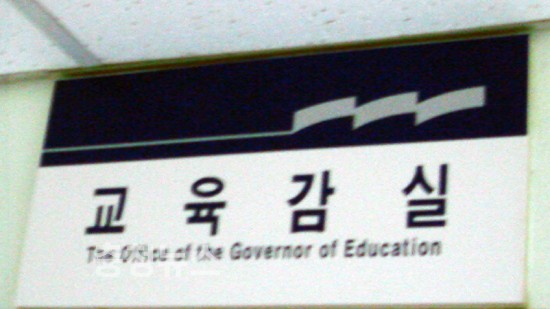 교육감실
The Office of the Governor of Education